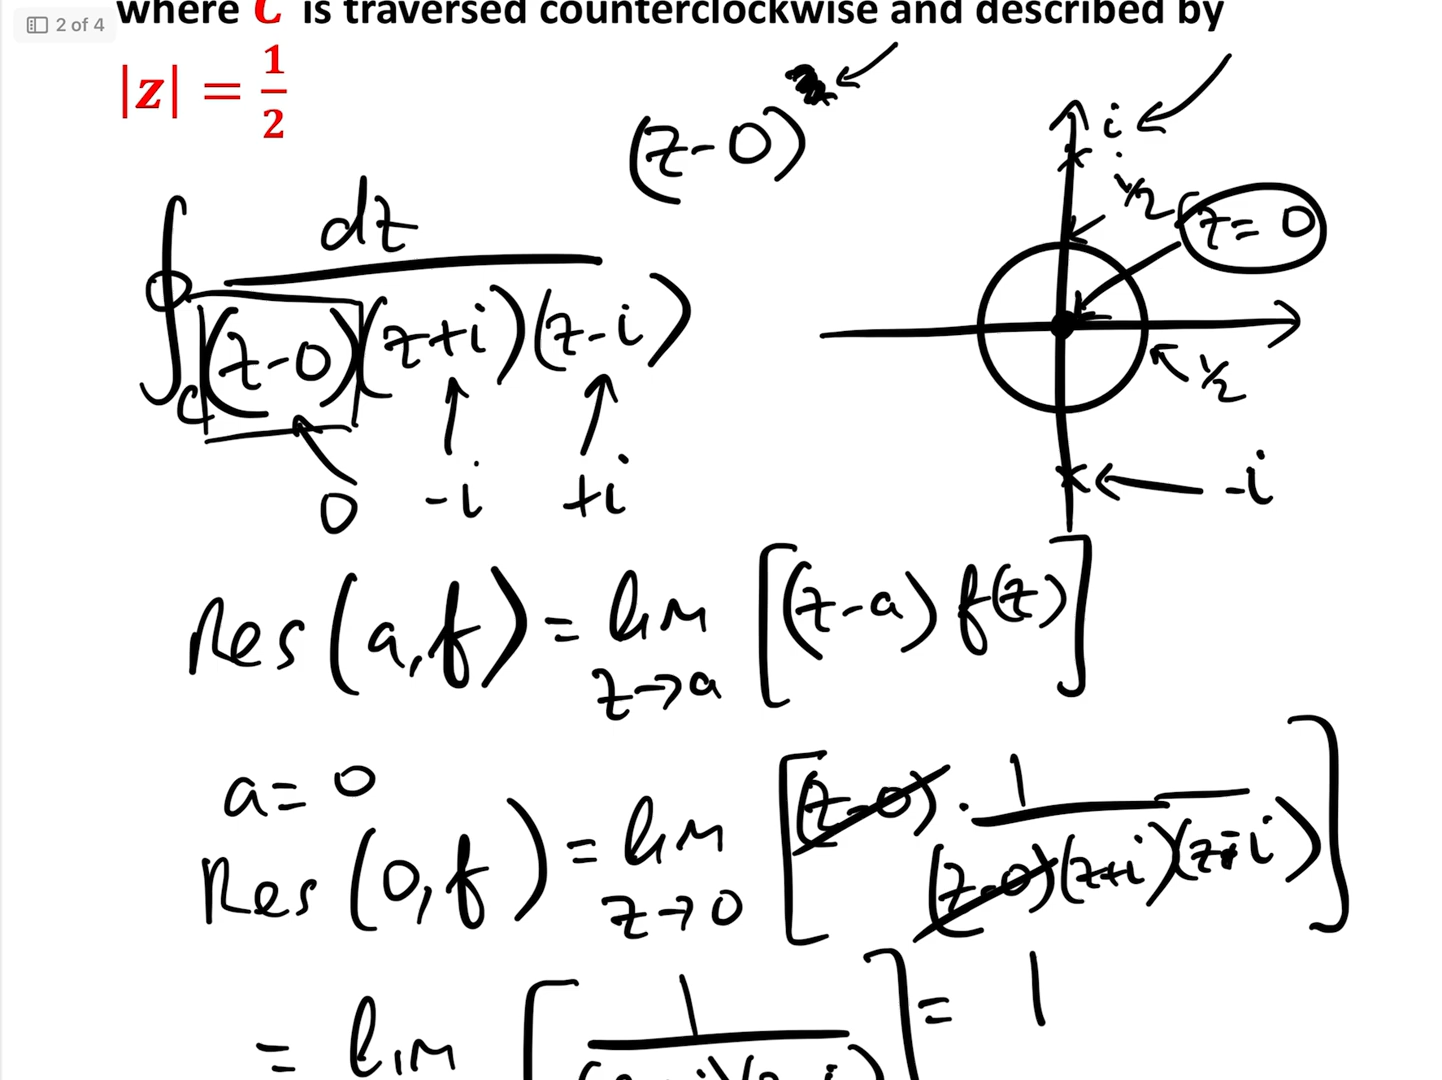 2 of 4
where C is traversed counterclockwise and described by
|z| = 1/2
(z-0)
i
1/2
z = 0
∮_C dz / (z-0)(z+i)(z-i)
1/2
0 -i +i
-i
Res(a,f) = lim z→a [(z-a) f(z)]
a = 0
Res(0,f) = lim z→0 [(z-0) · 1 / (z-0)(z+i)(z-i)]
= lim [1 / ] = 1